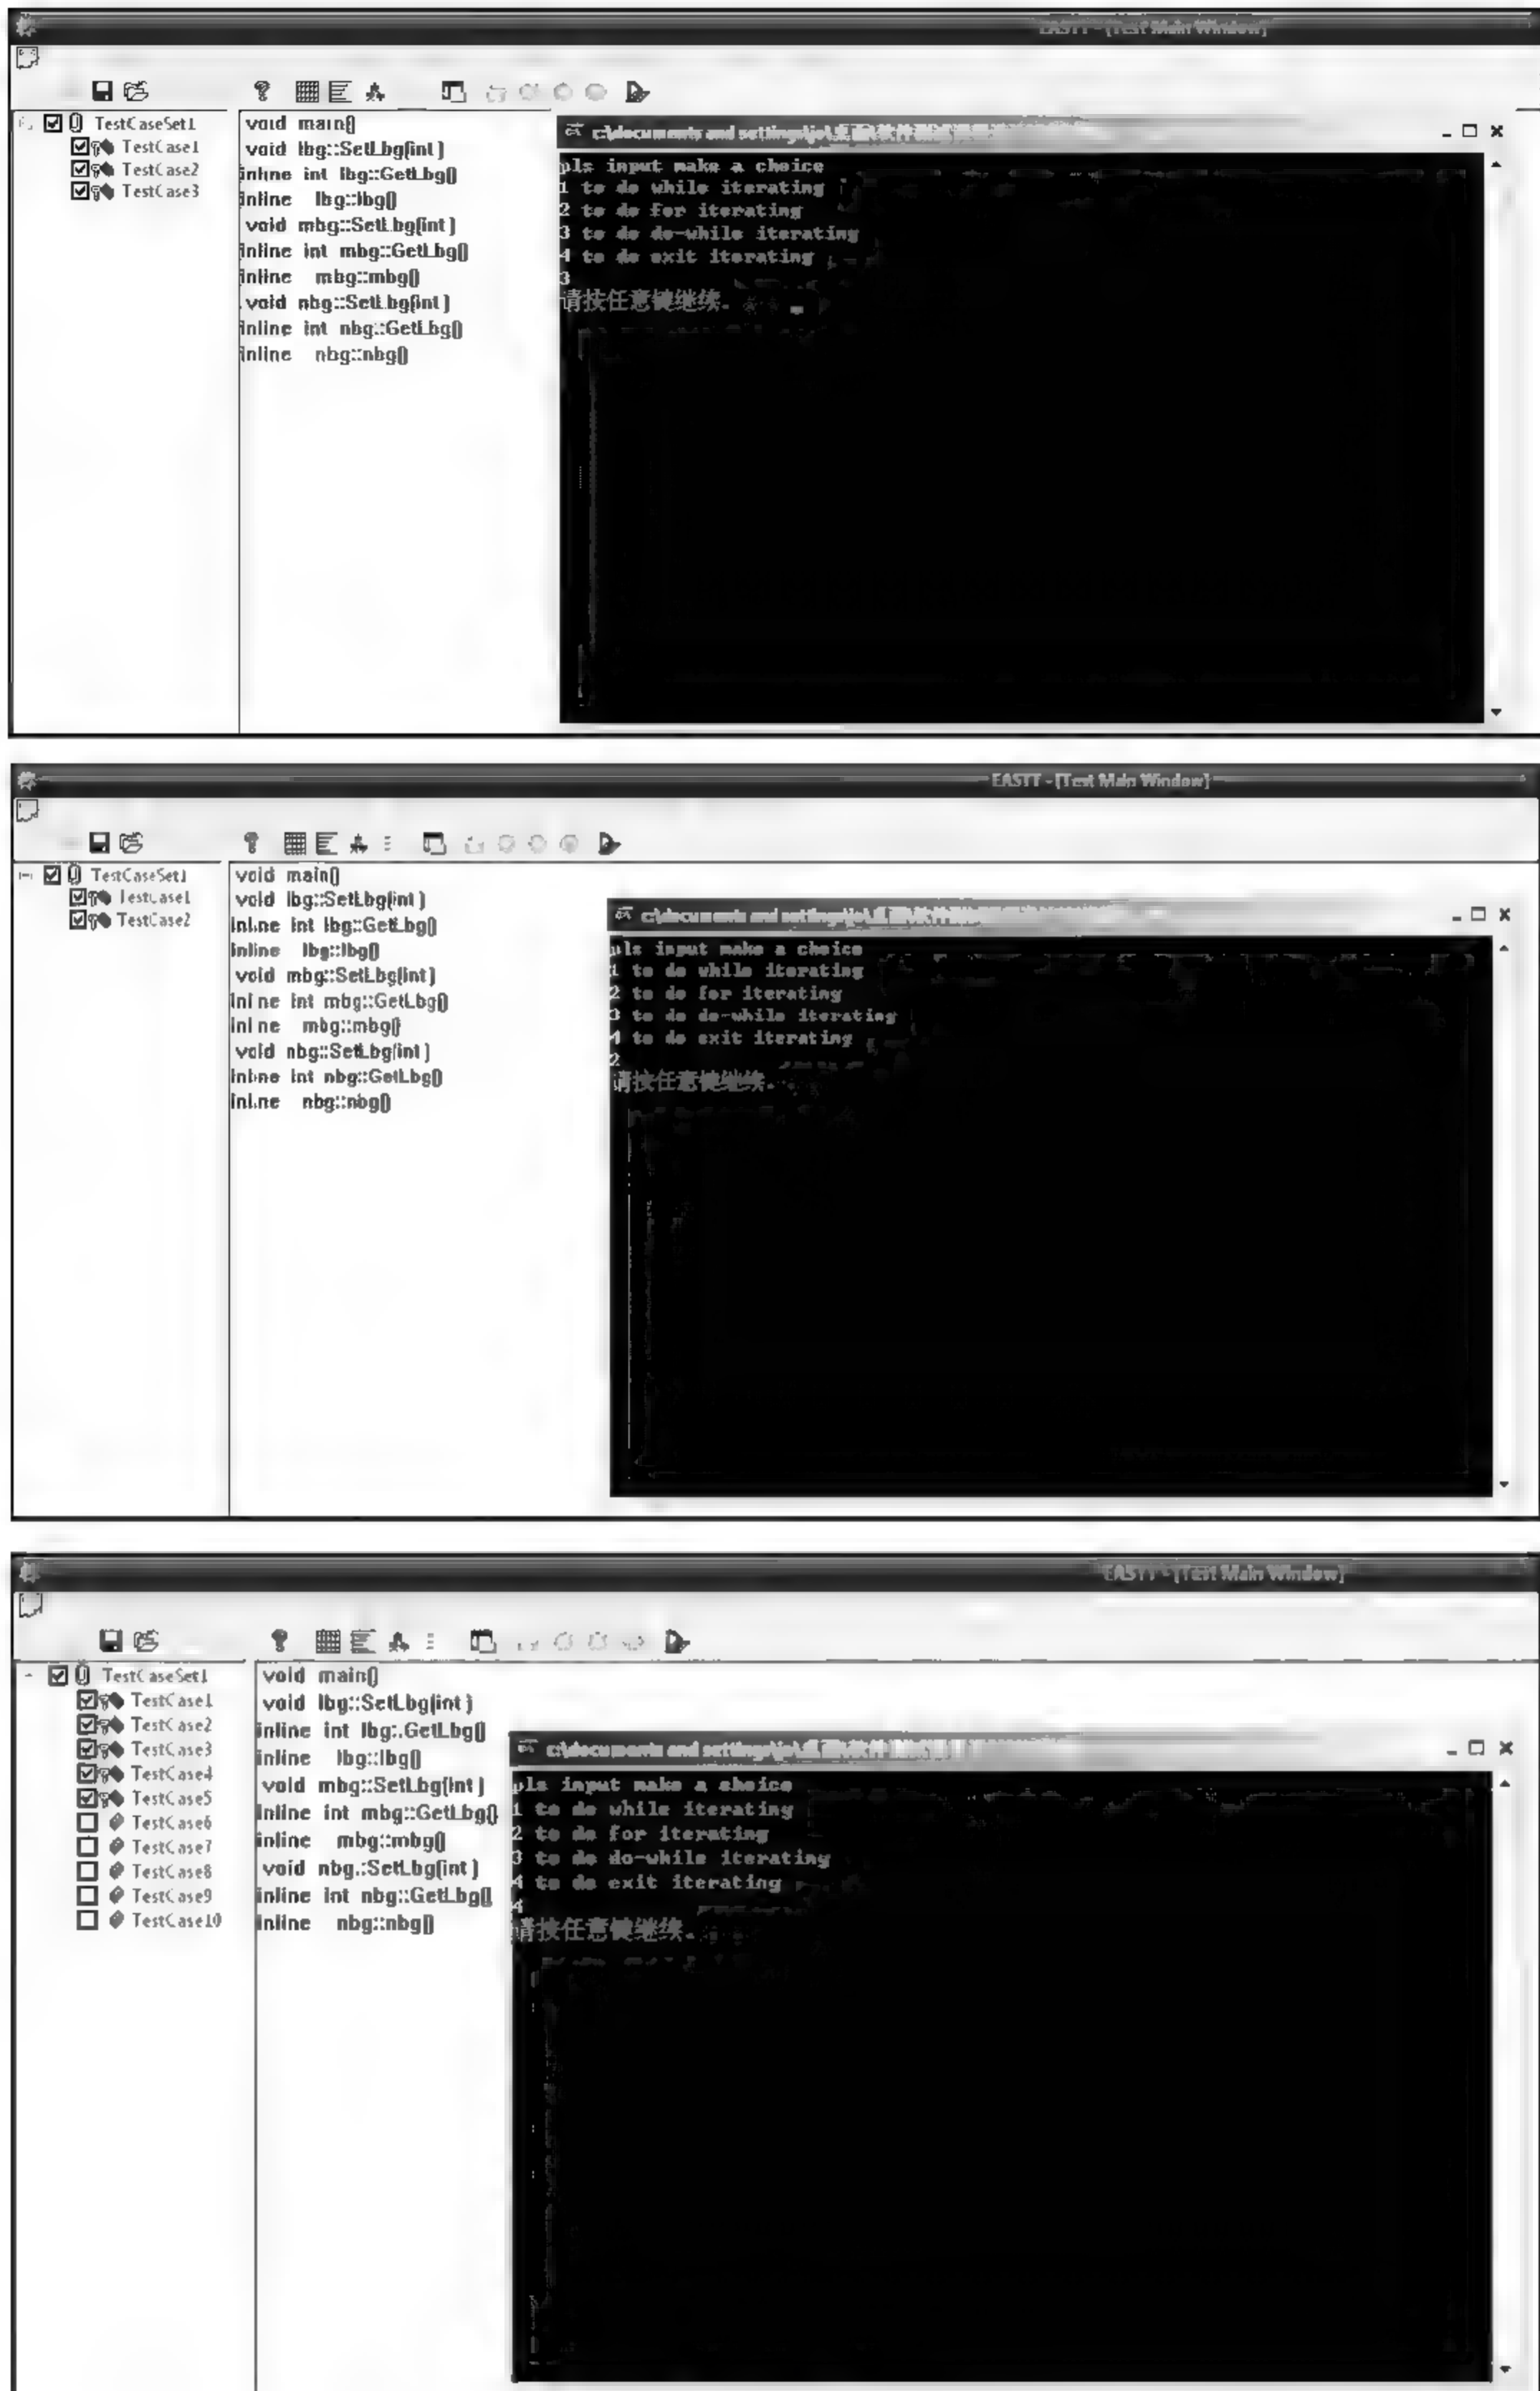 EASTT - [Test Main Window]
TestCaseSet1
TestCase1
TestCase2
TestCase3
void main()
void lbg::SetLbg(int)
inline int lbg::GetLbg()
inline lbg::lbg()
void mbg::SetLbg(int)
inline int mbg::GetLbg()
inline mbg::mbg()
void nbg::SetLbg(int)
inline int nbg::GetLbg()
inline nbg::nbg()
c:\documents and settings\
pls input make a choice
1 to do while iterating
2 to do for iterating
3 to do do-while iterating
4 to do exit iterating
3
请按任意键继续.
EASTT - [Test Main Window]
TestCaseSet1
TestCase1
TestCase2
void main()
void lbg::SetLbg(int)
inline int lbg::GetLbg()
inline lbg::lbg()
void mbg::SetLbg(int)
inline int mbg::GetLbg()
inline mbg::mbg()
void nbg::SetLbg(int)
inline int nbg::GetLbg()
inline nbg::nbg()
c:\documents and settings\
pls input make a choice
1 to do while iterating
2 to do for iterating
3 to do do-while iterating
4 to do exit iterating
2
请按任意键继续.
EASTT - [Test Main Window]
TestCaseSet1
TestCase1
TestCase2
TestCase3
TestCase4
TestCase5
TestCase6
TestCase7
TestCase8
TestCase9
TestCase10
void main()
void lbg::SetLbg(int)
inline int lbg::GetLbg()
inline lbg::lbg()
void mbg::SetLbg(int)
inline int mbg::GetLbg()
inline mbg::mbg()
void nbg::SetLbg(int)
inline int nbg::GetLbg()
inline nbg::nbg()
c:\documents and settings\
pls input make a choice
1 to do while iterating
2 to do for iterating
3 to do do-while iterating
4 to do exit iterating
4
请按任意键继续.